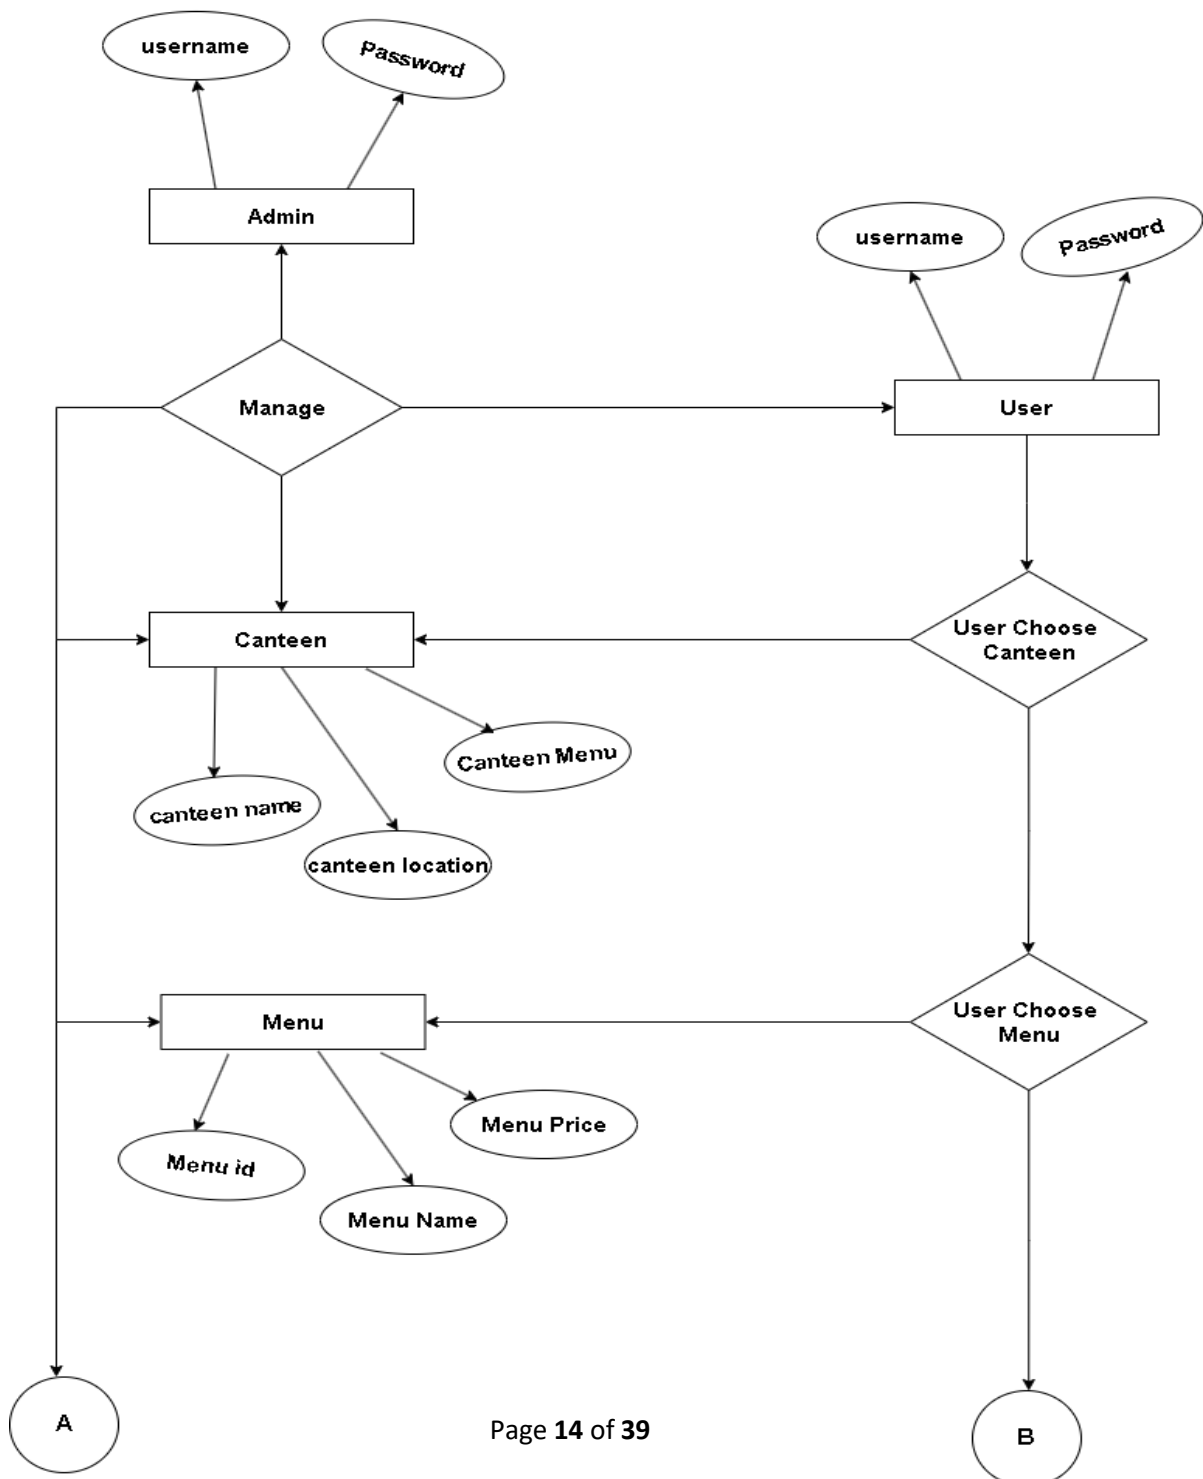 username
Password
Admin
username
Password
Manage
User
Canteen
User Choose
Canteen
Canteen Menu
canteen name
canteen location
Menu
User Choose
Menu
Menu Price
Menu id
Menu Name
A
Page 14 of 39
B